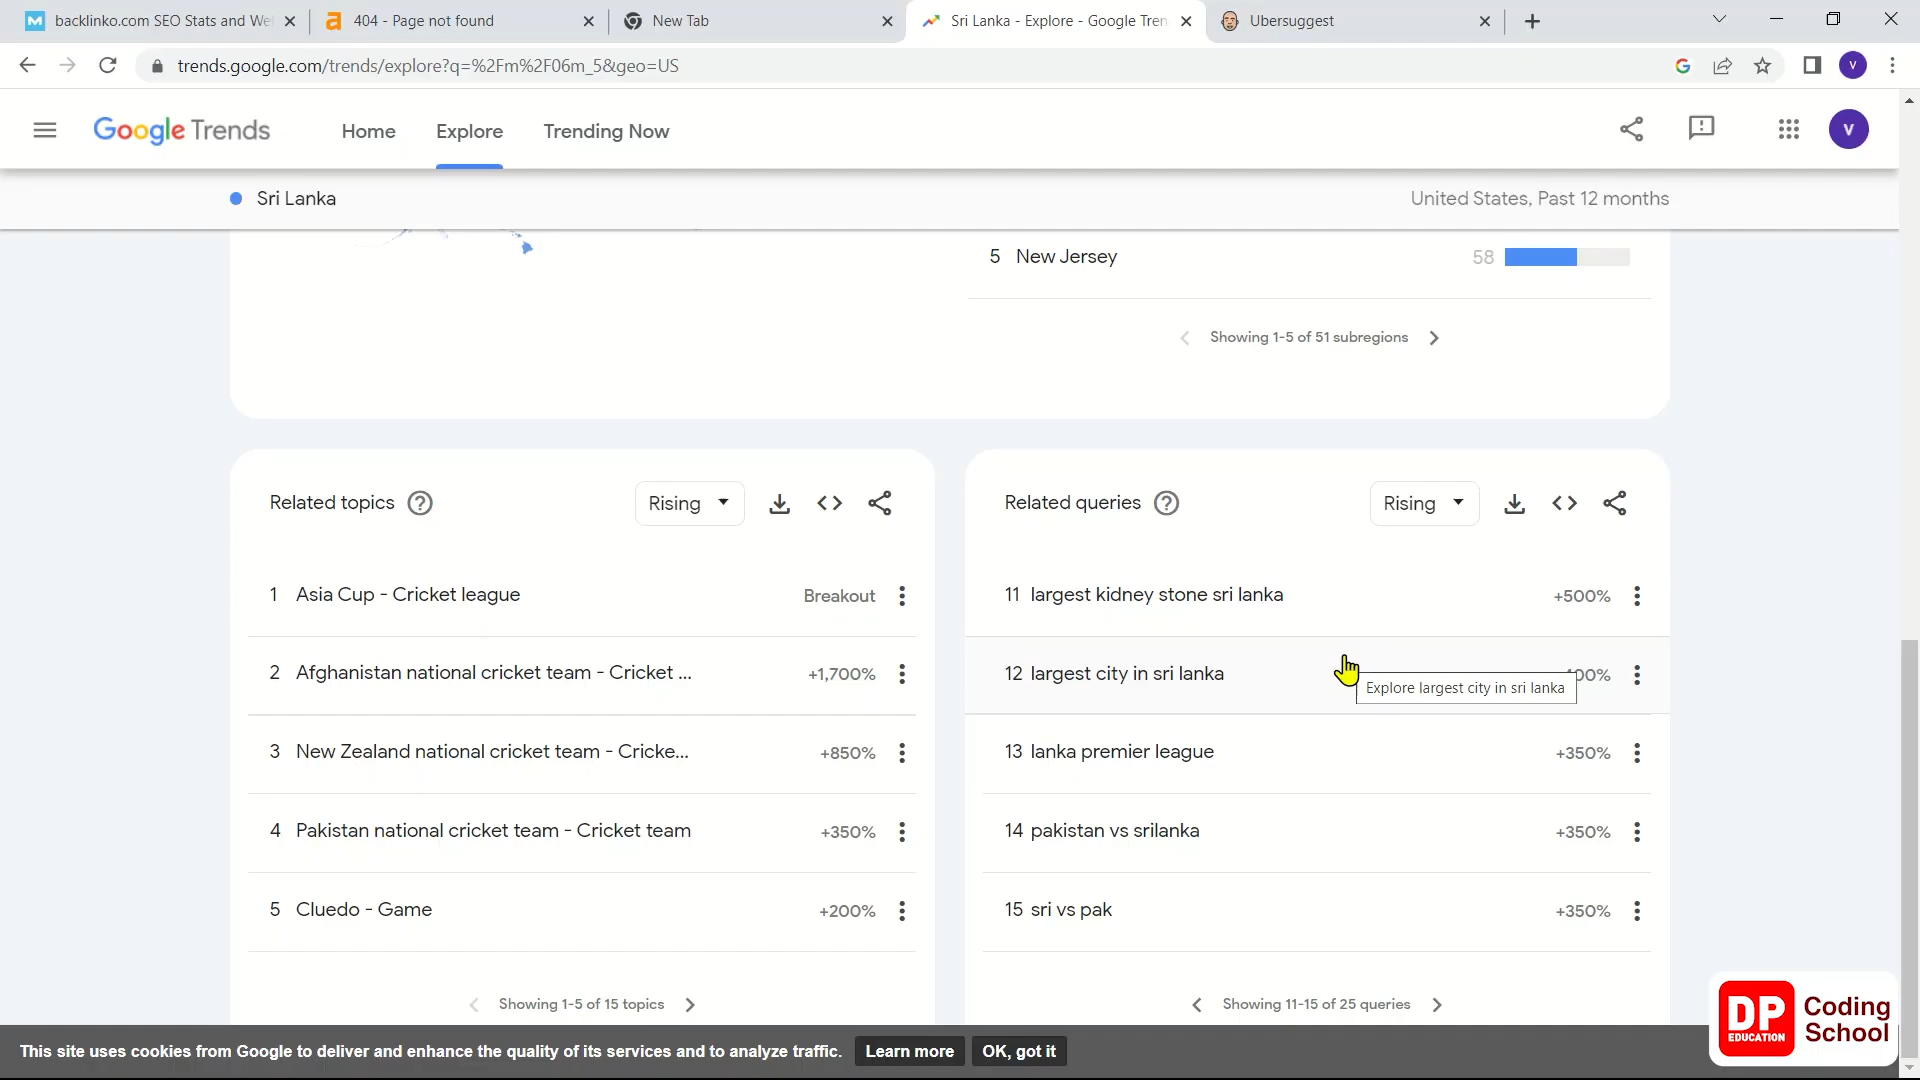 backlinko.com SEO Stats and We
404 - Page not found
New Tab
Sri Lanka - Explore - Google Tren
Ubersuggest
trends.google.com/trends/explore?q=%2Fm%2F06m_5&geo=US
V
Google Trends
Home
Explore
Trending Now
V
Sri Lanka
United States, Past 12 months
5 New Jersey 58
Showing 1-5 of 51 subregions
Related topics
Rising
1 Asia Cup - Cricket league Breakout
2 Afghanistan national cricket team - Cricket ... +1,700%
3 New Zealand national cricket team - Cricke... +850%
4 Pakistan national cricket team - Cricket team +350%
5 Cluedo - Game +200%
Showing 1-5 of 15 topics
Related queries
Rising
11 largest kidney stone sri lanka +500%
12 largest city in sri lanka
Explore largest city in sri lanka
13 lanka premier league +350%
14 pakistan vs srilanka +350%
15 sri vs pak +350%
Showing 11-15 of 25 queries
This site uses cookies from Google to deliver and enhance the quality of its services and to analyze traffic. Learn more OK, got it
DP
EDUCATION
Coding
School